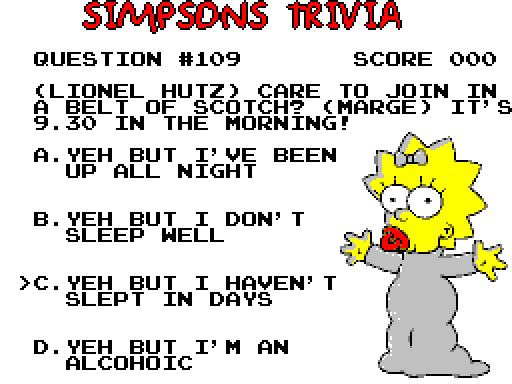 SIMPSONS TRIVIA
QUESTION #109 SCORE 000
(LIONEL HUTZ) CARE TO JOIN IN
A BELT OF SCOTCH? (MARGE) IT'S
9.30 IN THE MORNING!
A.YEH BUT I'VE BEEN
UP ALL NIGHT
B.YEH BUT I DON'T
SLEEP WELL
>C.YEH BUT I HAVEN'T
SLEPT IN DAYS
D.YEH BUT I'M AN
ALCOHOIC